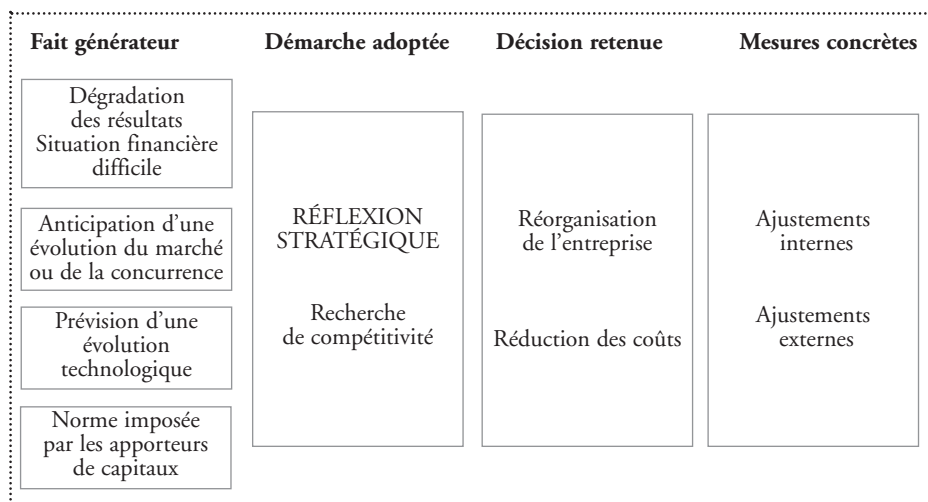 Fait générateur
Démarche adoptée
Décision retenue
Mesures concrètes
Dégradation
des résultats
Situation financière
difficile
Anticipation d’une
évolution du marché
ou de la concurrence
Prévision d’une
évolution
technologique
Norme imposée
par les apporteurs
de capitaux
RÉFLEXION
STRATÉGIQUE
Recherche
de compétitivité
Réorganisation
de l’entreprise
Réduction des coûts
Ajustements
internes
Ajustements
externes